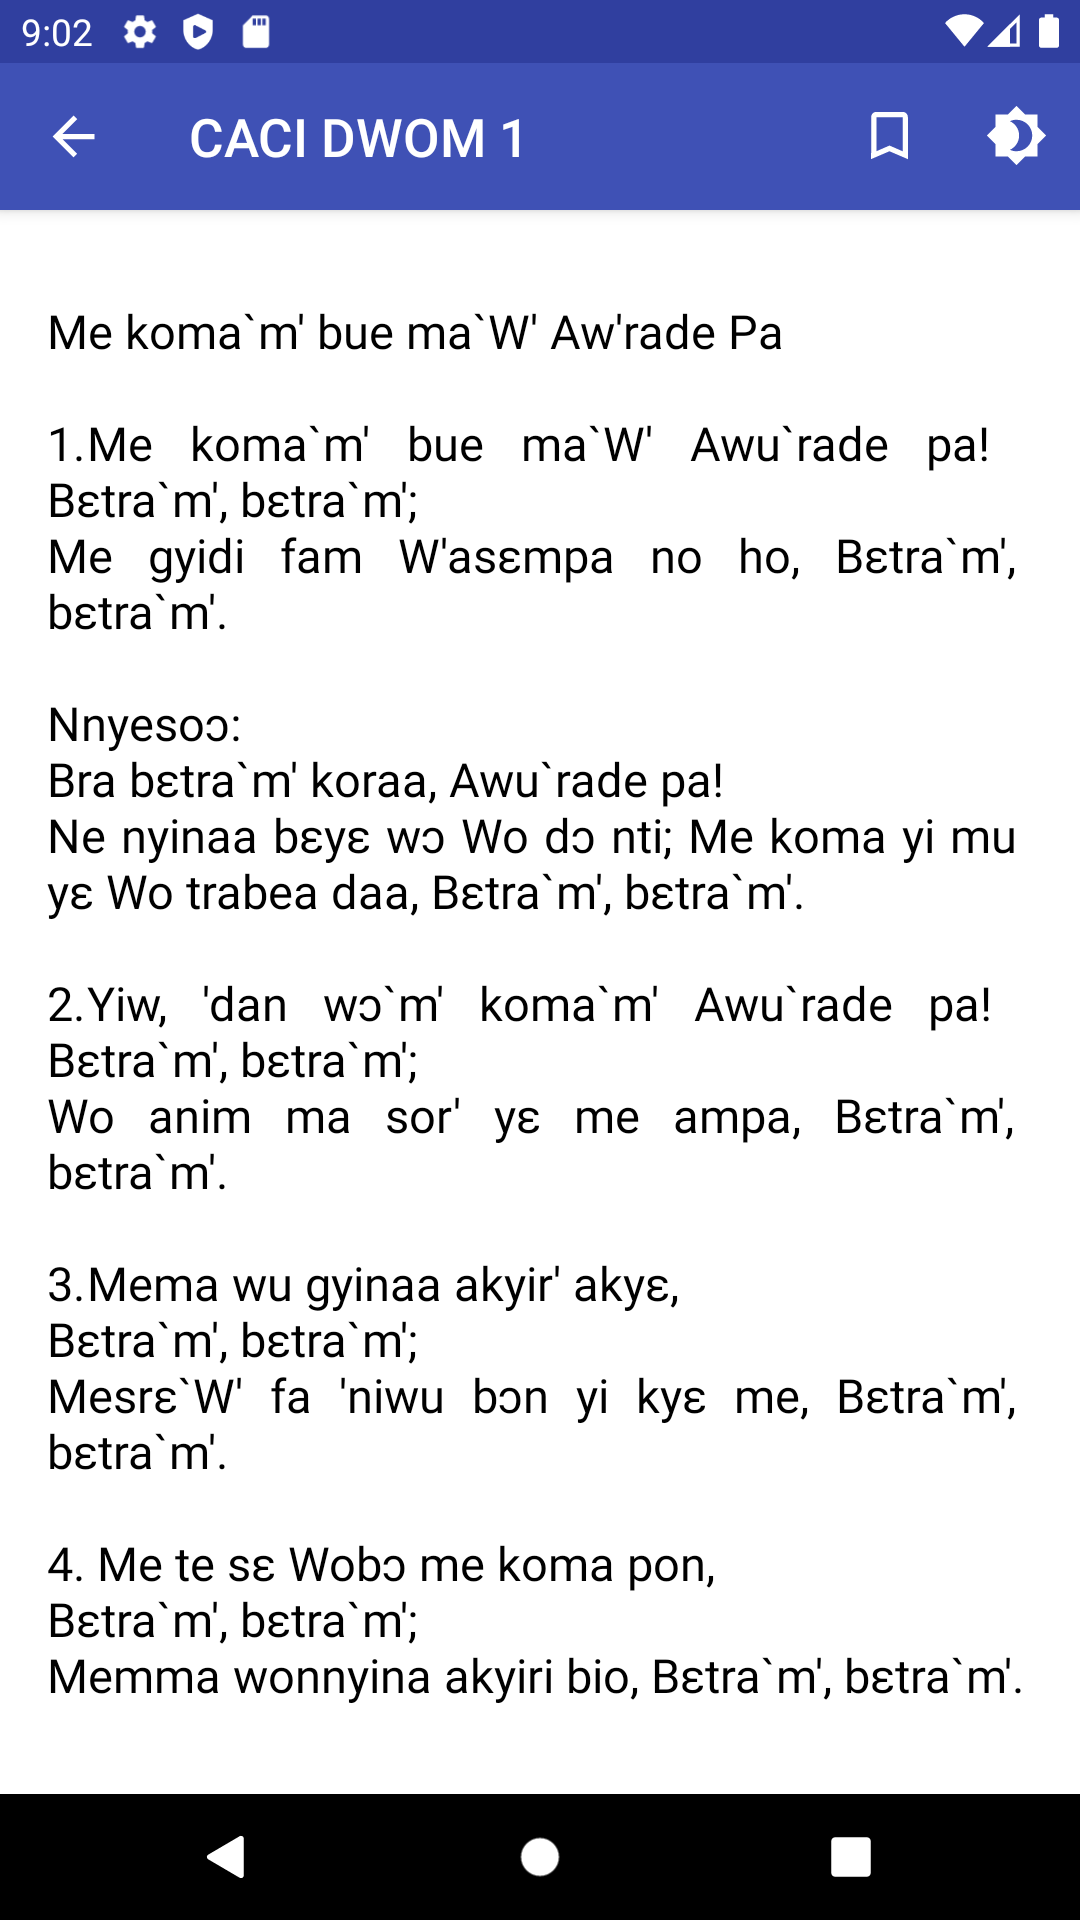 9:02
CACI DWOM 1
Me koma`m' bue ma`W' Aw'rade Pa
1.Me koma`m' bue ma`W' Awu`rade pa!
Bɛtra`m', bɛtra`m';
Me gyidi fam W'asɛmpa no ho, Bɛtra`m',
bɛtra`m'.
Nnyesoɔ:
Bra bɛtra`m' koraa, Awu`rade pa!
Ne nyinaa bɛyɛ wɔ Wo dɔ nti; Me koma yi mu
yɛ Wo trabea daa, Bɛtra`m', bɛtra`m'.
2.Yiw, 'dan wɔ`m' koma`m' Awu`rade pa!
Bɛtra`m', bɛtra`m';
Wo anim ma sor' yɛ me ampa, Bɛtra`m',
bɛtra`m'.
3.Mema wu gyinaa akyir' akyɛ,
Bɛtra`m', bɛtra`m';
Mesrɛ`W' fa 'niwu bɔn yi kyɛ me, Bɛtra`m',
bɛtra`m'.
4. Me te sɛ Wobɔ me koma pon,
Bɛtra`m', bɛtra`m';
Memma wonnyina akyiri bio, Bɛtra`m', bɛtra`m'.